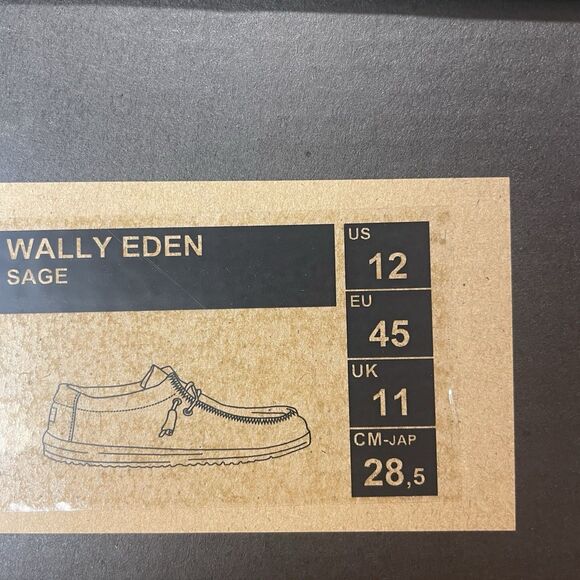 WALLY EDEN
SAGE
US
12
EU
45
UK
11
CM-JAP
28,5